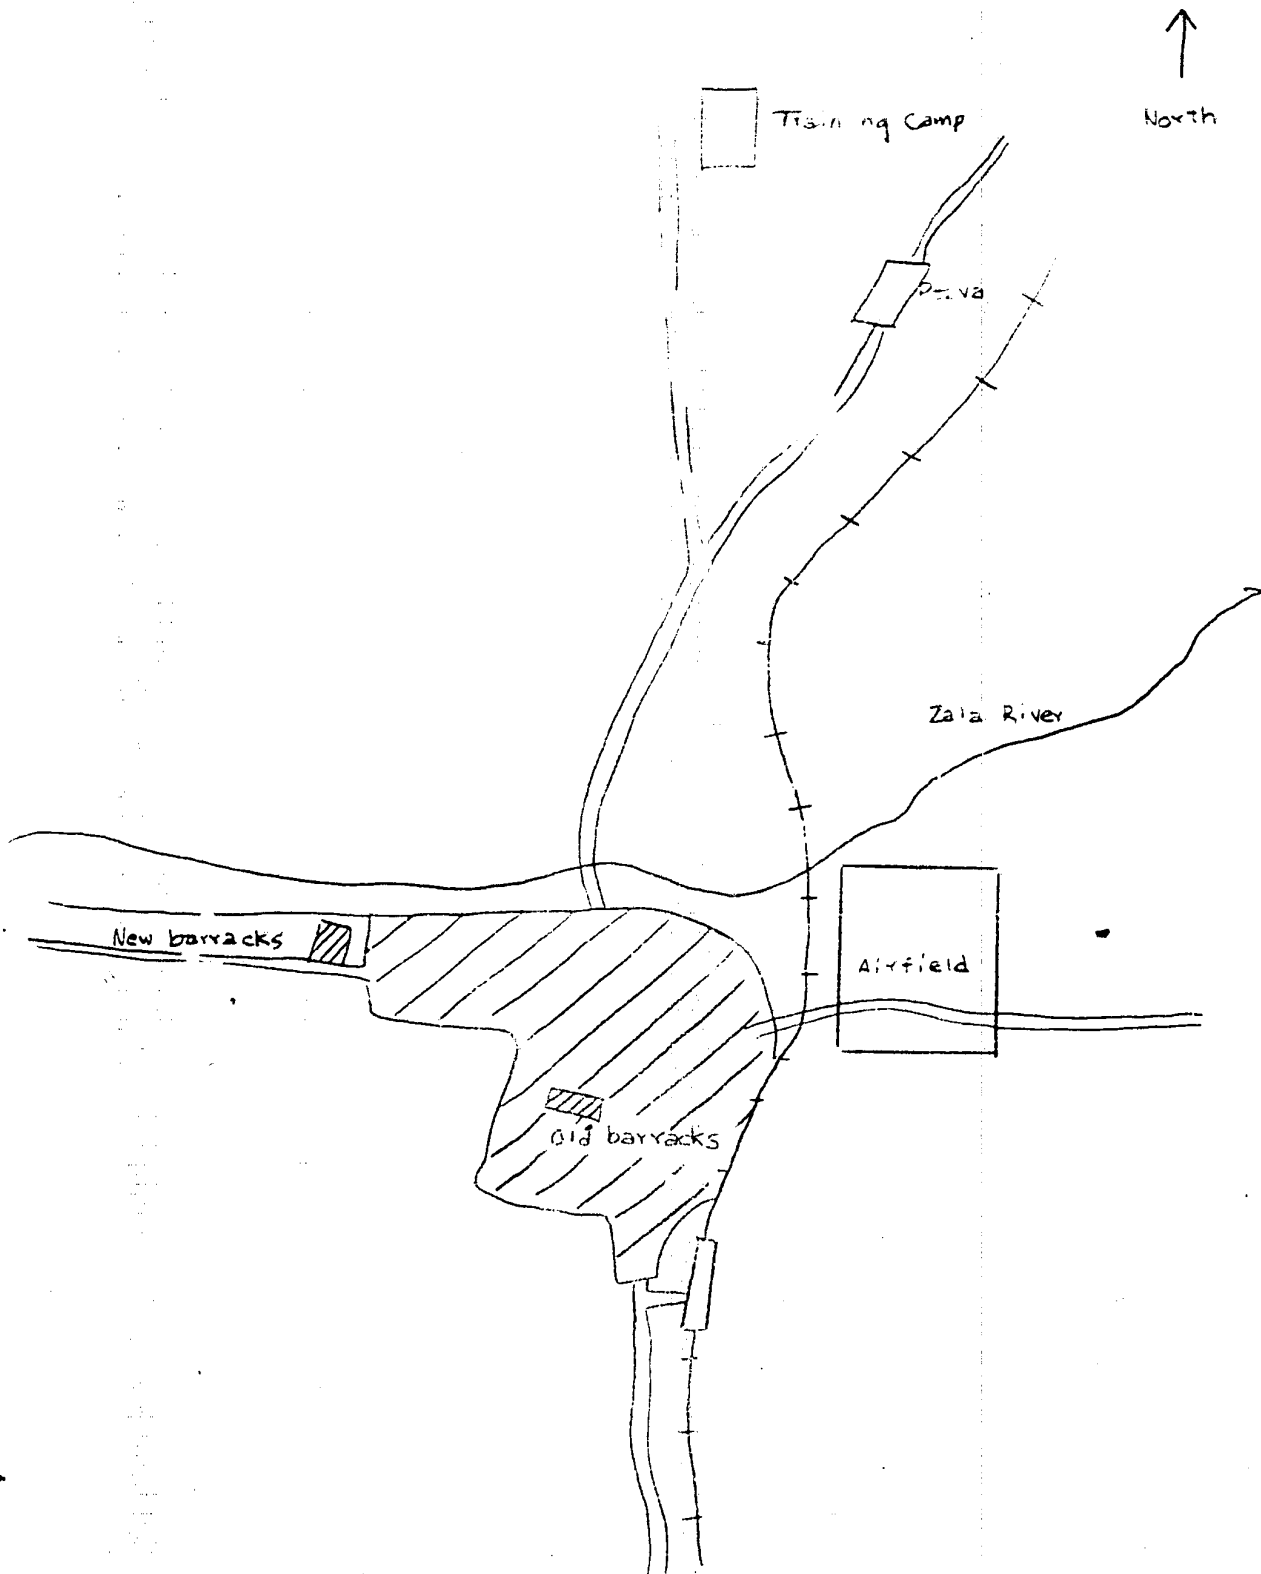 North
Training Camp
Zala River
New barracks
Airfield
Old barracks